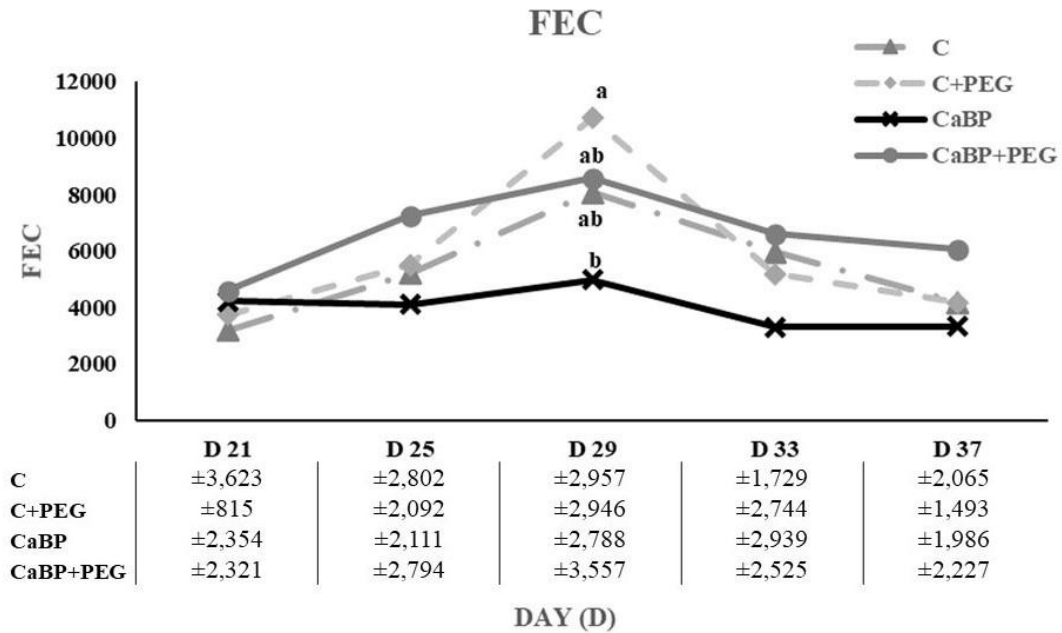 FEC
C
C+PEG
CaBP
CaBP+PEG
12000
10000
8000
6000
4000
2000
0
FEC
a
ab
ab
b
D 21 D 25 D 29 D 33 D 37
C ±3,623 ±2,802 ±2,957 ±1,729 ±2,065
C+PEG ±815 ±2,092 ±2,946 ±2,744 ±1,493
CaBP ±2,354 ±2,111 ±2,788 ±2,939 ±1,986
CaBP+PEG ±2,321 ±2,794 ±3,557 ±2,525 ±2,227
DAY (D)